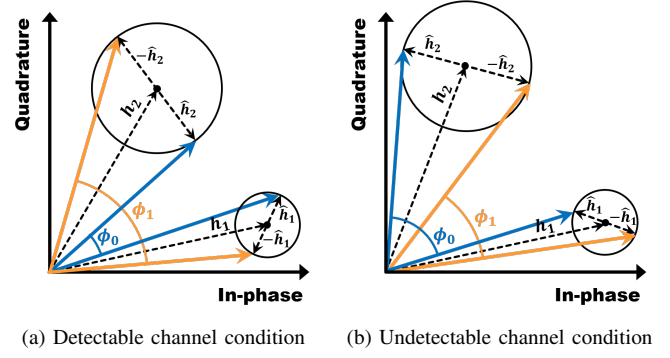 Quadrature
−ĥ₂
h₂
ĥ₂
ϕ₁
ϕ₀
h₁
ĥ₁
−ĥ₁
In-phase
(a) Detectable channel condition
Quadrature
ĥ₂
−ĥ₂
h₂
ϕ₁
ϕ₀
h₁
ĥ₁
−ĥ₁
In-phase
(b) Undetectable channel condition